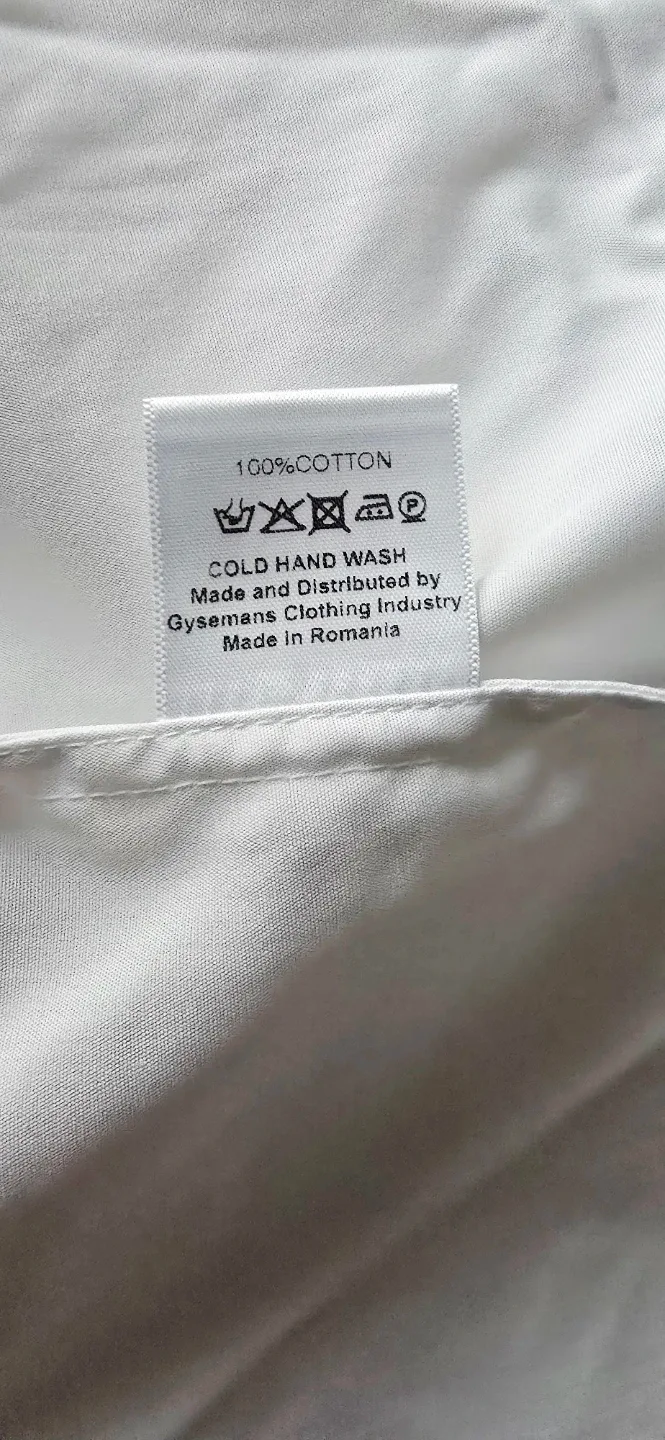 100%COTTON
P
COLD HAND WASH
Made and Distributed by
Gysemans Clothing Industry
Made in Romania